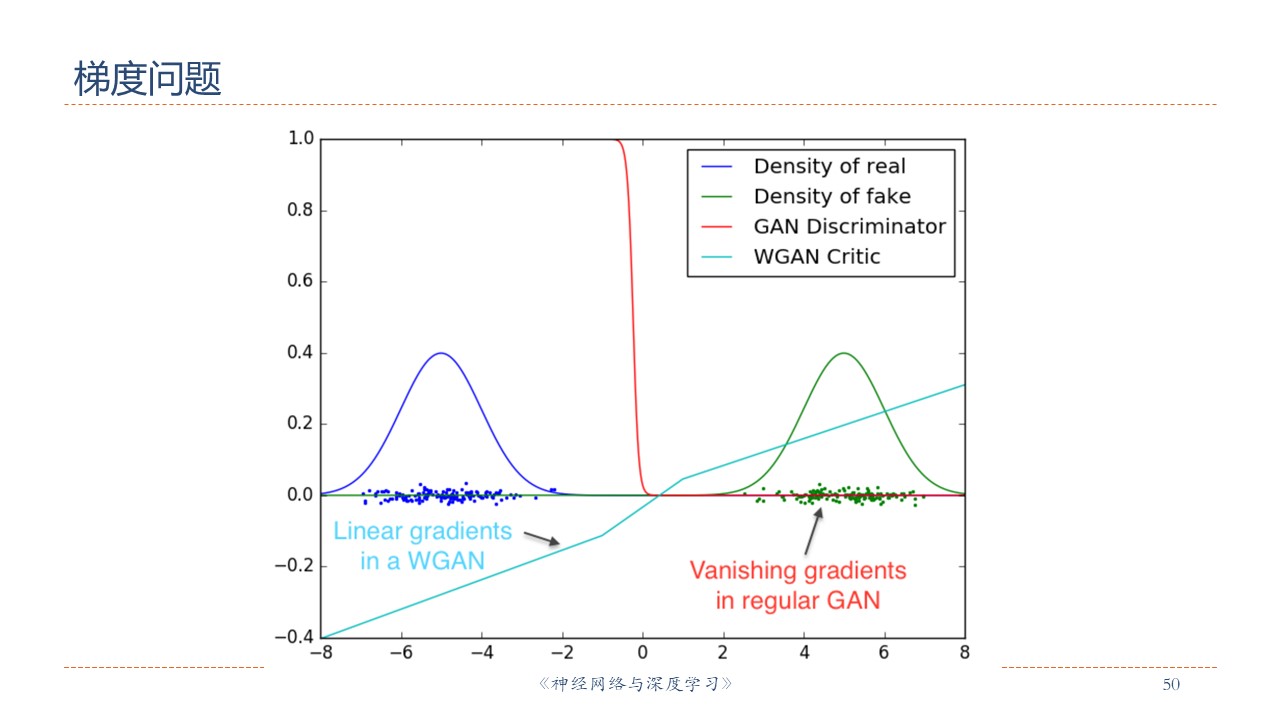 梯度问题
1.0
0.8
0.6
0.4
0.2
0.0
−0.2
−0.4
−8 −6 −4 −2 0 2 4 6 8
Density of real
Density of fake
GAN Discriminator
WGAN Critic
Linear gradients
in a WGAN
Vanishing gradients
in regular GAN
《神经网络与深度学习》
50